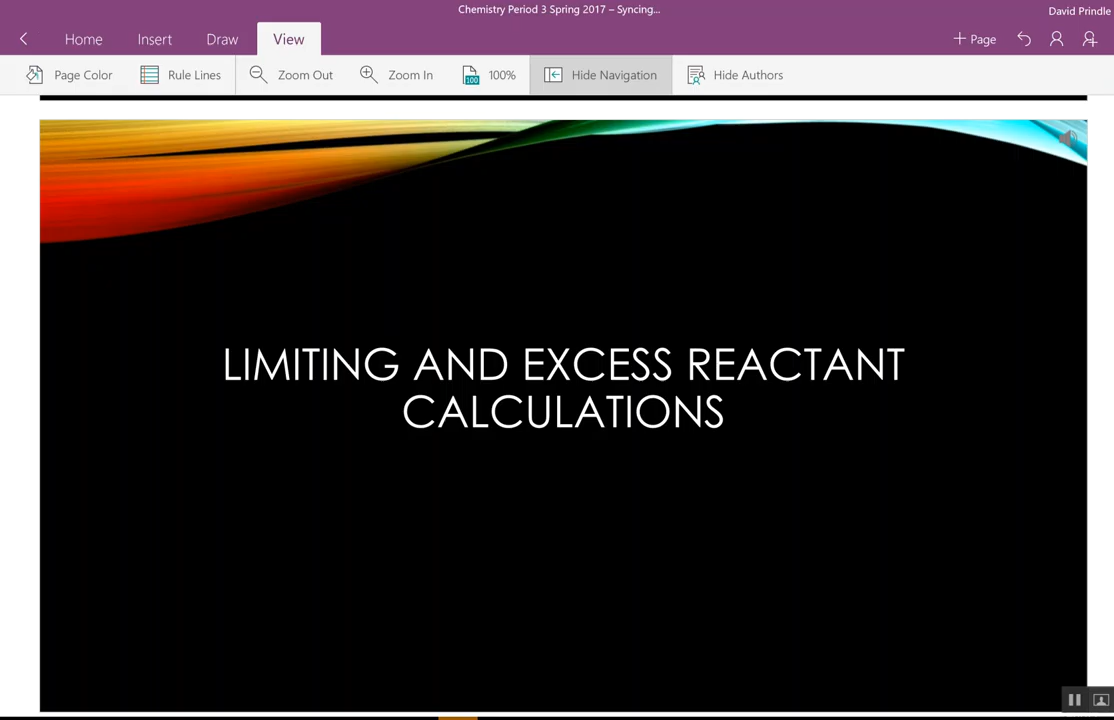 Chemistry Period 3 Spring 2017 – Syncing...
David Prindle
Home Insert Draw View
Page
Page Color Rule Lines Zoom Out Zoom In 100 100% Hide Navigation Hide Authors
LIMITING AND EXCESS REACTANT
CALCULATIONS